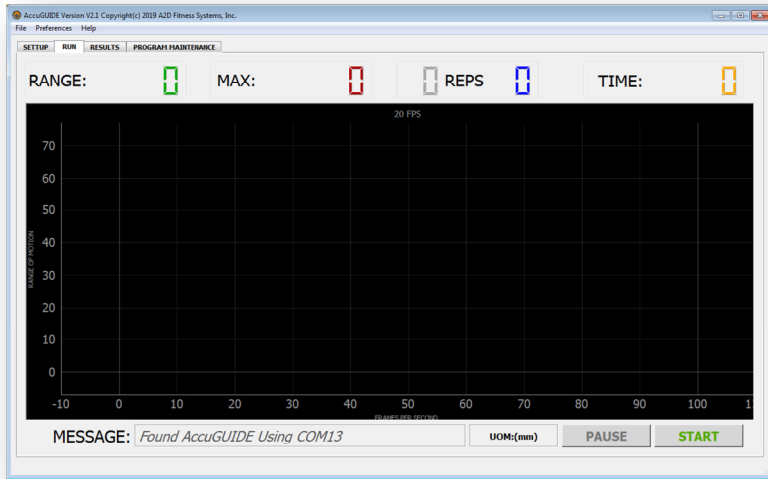 AccuGUIDE Version V2.1 Copyright(c) 2019 A2D Fitness Systems, Inc.
File Preferences Help
SETTUP RUN RESULTS PROGRAM MAINTENANCE
RANGE: 0 MAX: 0 0 REPS 0 TIME: 0
20 FPS
70
60
50
40
30
20
10
0
RANGE OF MOTION
-10 0 10 20 30 40 50 60 70 80 90 100 1
FRAMES PER SECOND
MESSAGE: Found AccuGUIDE Using COM13 UOM:(mm) PAUSE START